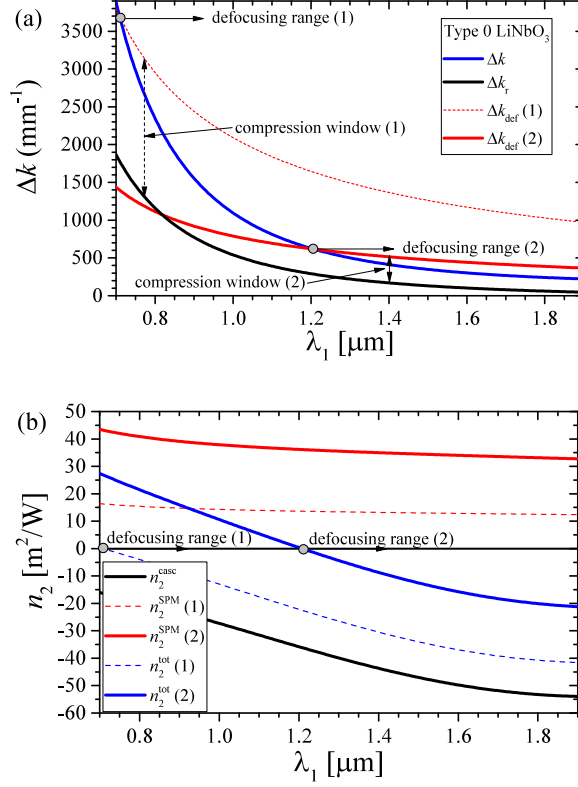 (a)
3500
3000
2500
2000
1500
1000
500
0
Δk (mm⁻¹)
defocusing range (1)
Type 0 LiNbO₃
Δk
Δkᵣ
Δk_def (1)
Δk_def (2)
compression window (1)
defocusing range (2)
compression window (2)
0.8 1.0 1.2 1.4 1.6 1.8
λ₁ [μm]
(b)
50
40
30
20
10
0
-10
-20
-30
-40
-50
-60
n₂ [m²/W]
defocusing range (1)
defocusing range (2)
n₂^casc
n₂^SPM (1)
n₂^SPM (2)
n₂^tot (1)
n₂^tot (2)
0.8 1.0 1.2 1.4 1.6 1.8
λ₁ [μm]